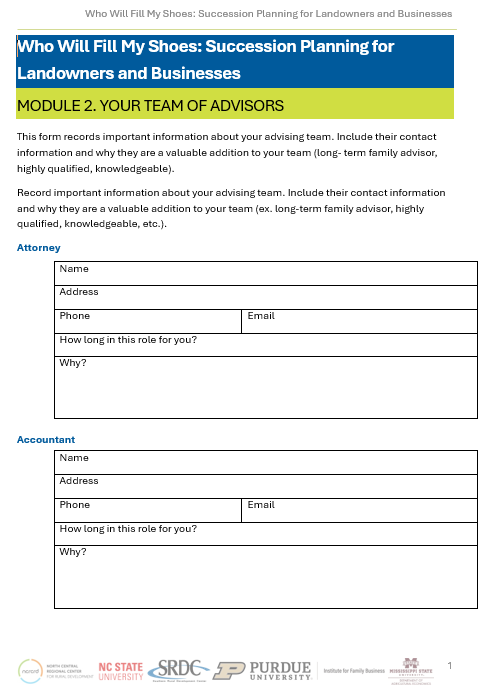 Who Will Fill My Shoes: Succession Planning for Landowners and Businesses
Who Will Fill My Shoes: Succession Planning for
Landowners and Businesses
MODULE 2. YOUR TEAM OF ADVISORS
This form records important information about your advising team. Include their contact
information and why they are a valuable addition to your team (long- term family advisor,
highly qualified, knowledgeable).
Record important information about your advising team. Include their contact information
and why they are a valuable addition to your team (ex. long-term family advisor, highly
qualified, knowledgeable, etc.).
Attorney
Name
Address
Phone Email
How long in this role for you?
Why?
Accountant
Name
Address
Phone Email
How long in this role for you?
Why?
NORTH CENTRAL
REGIONAL CENTER
FOR RURAL DEVELOPMENT
NC STATE
UNIVERSITY
SRDC
PURDUE
UNIVERSITY
Institute for Family Business
MISSISSIPPI STATE
1